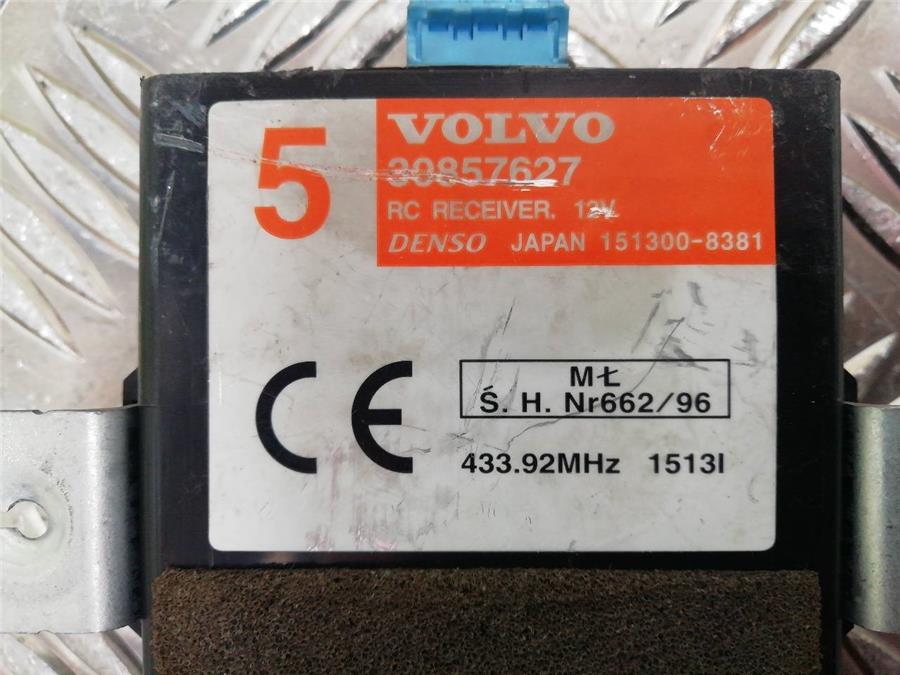 5
VOLVO
30857627
RC RECEIVER. 12V
DENSO JAPAN 151300-8381
CE
MŁ
Ś. H. Nr662/96
433.92MHz 1513I